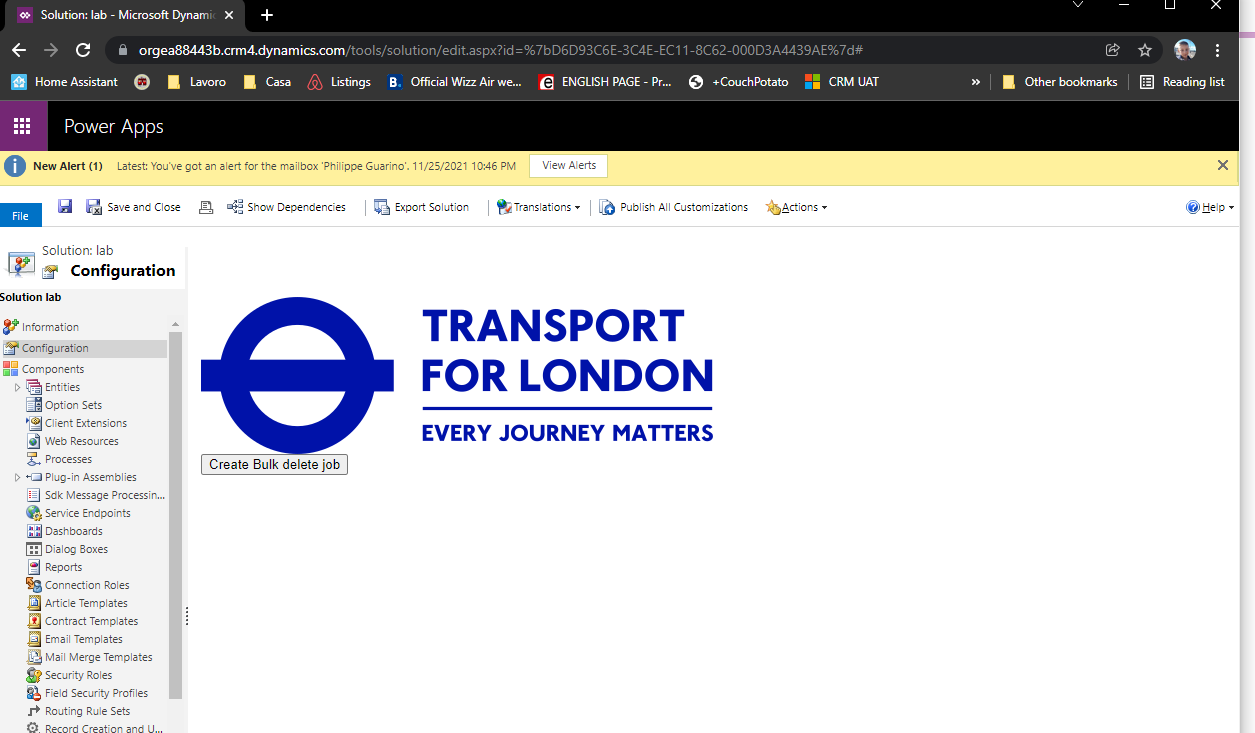 Solution: lab - Microsoft Dynamic
orgea88443b.crm4.dynamics.com/tools/solution/edit.aspx?id=%7bD6D93C6E-3C4E-EC11-8C62-000D3A4439AE%7d#
Home Assistant Lavoro Casa Listings B. Official Wizz Air we... e ENGLISH PAGE - Pr... +CouchPotato CRM UAT » Other bookmarks Reading list
Power Apps
New Alert (1) Latest: You've got an alert for the mailbox 'Philippe Guarino'. 11/25/2021 10:46 PM View Alerts
File Save and Close Show Dependencies Export Solution Translations Publish All Customizations Actions Help
Solution: lab
Configuration
Solution lab
Information
Configuration
Components
Entities
Option Sets
Client Extensions
Web Resources
Processes
Plug-in Assemblies
Sdk Message Processin...
Service Endpoints
Dashboards
Dialog Boxes
Reports
Connection Roles
Article Templates
Contract Templates
Email Templates
Mail Merge Templates
Security Roles
Field Security Profiles
Routing Rule Sets
Record Creation and U...
TRANSPORT
FOR LONDON
EVERY JOURNEY MATTERS
Create Bulk delete job